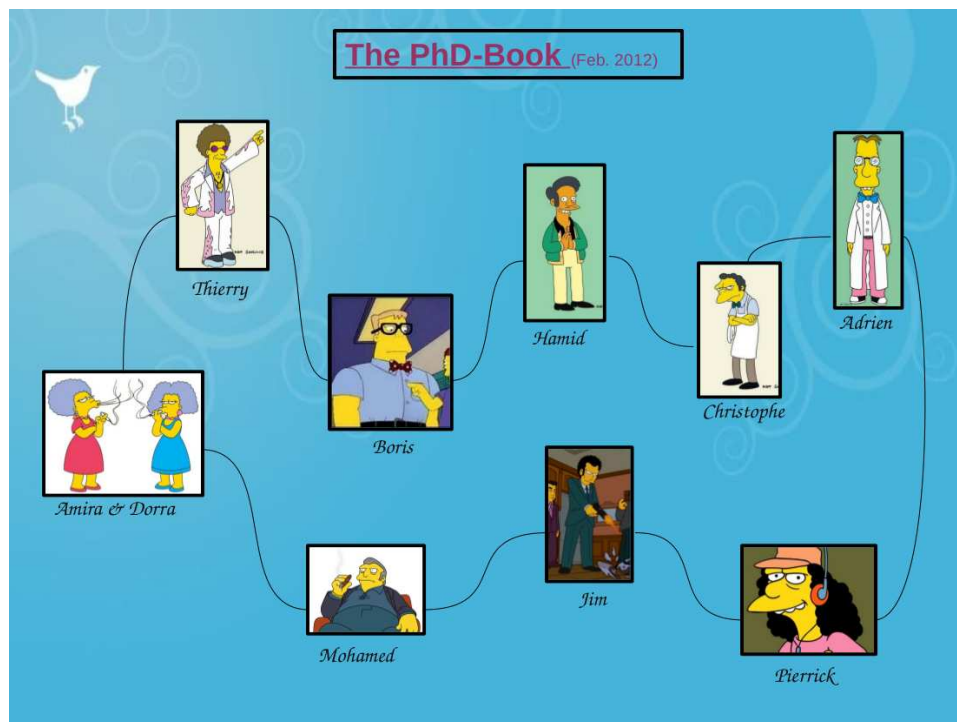 The PhD-Book (Feb. 2012)
Thierry
Hamid
Adrien
Christophe
Boris
Amira & Dorra
Jim
Mohamed
Pierrick